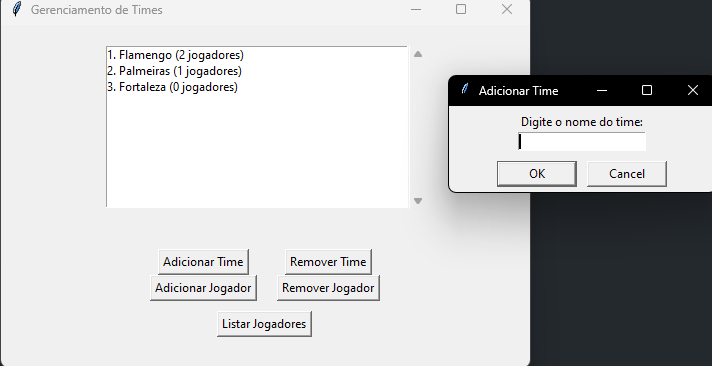 Gerenciamento de Times
1. Flamengo (2 jogadores)
2. Palmeiras (1 jogadores)
3. Fortaleza (0 jogadores)
Adicionar Time
Remover Time
Adicionar Jogador
Remover Jogador
Listar Jogadores
Adicionar Time
Digite o nome do time:
OK
Cancel